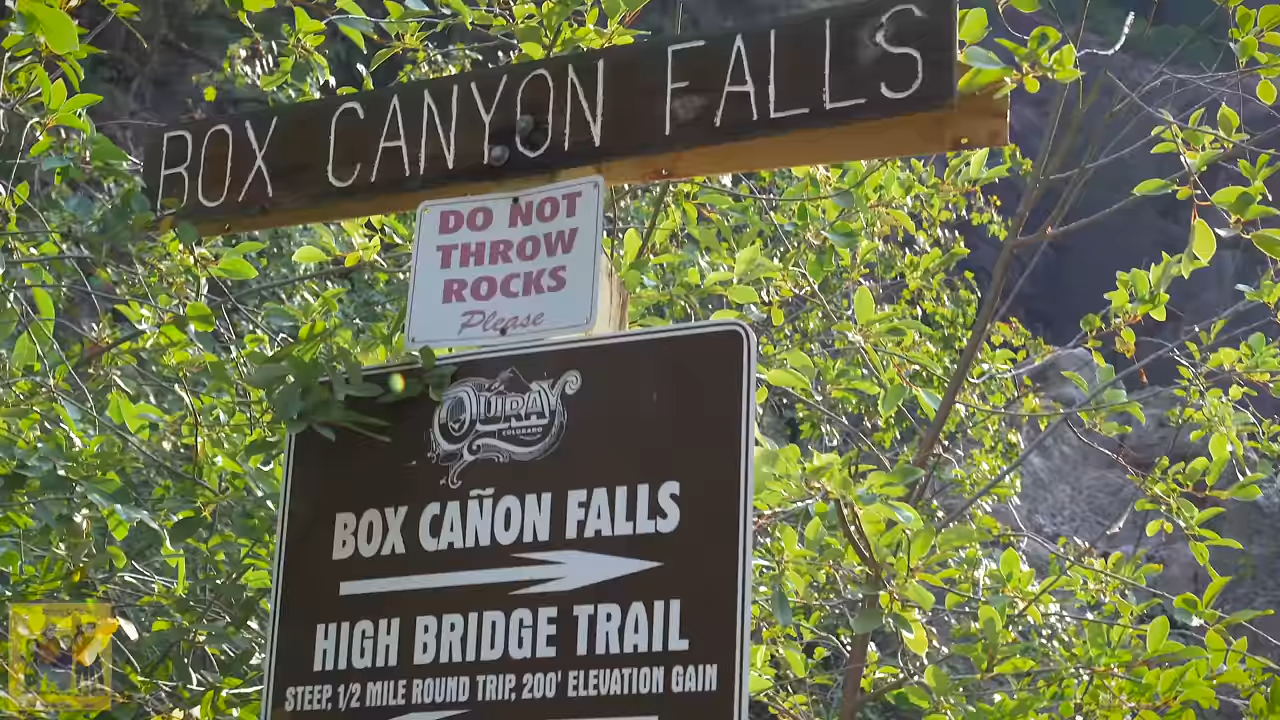 BOX CANYON FALLS
DO NOT
THROW
ROCKS
Please
OURAY
COLORADO
BOX CAÑON FALLS
HIGH BRIDGE TRAIL
STEEP, 1/2 MILE ROUND TRIP, 200' ELEVATION GAIN